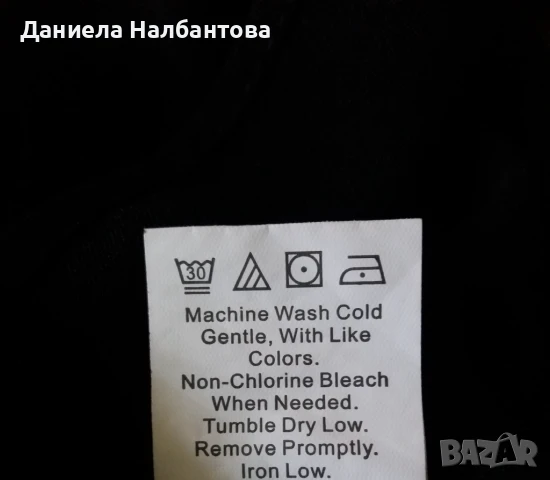 Даниела Налбантова
30
Machine Wash Cold
Gentle, With Like
Colors.
Non-Chlorine Bleach
When Needed.
Tumble Dry Low.
Remove Promptly.
Iron Low.
BAZAR